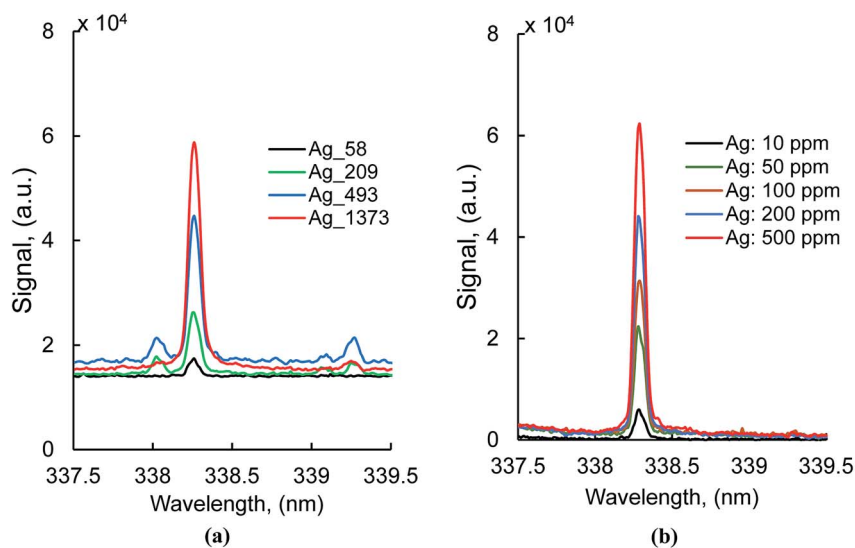 x 10⁴
8
6
4
2
0
Signal, (a.u.)
Ag_58
Ag_209
Ag_493
Ag_1373
337.5 338 338.5 339 339.5
Wavelength, (nm)
(a)
x 10⁴
8
6
4
2
0
Signal, (a.u.)
Ag: 10 ppm
Ag: 50 ppm
Ag: 100 ppm
Ag: 200 ppm
Ag: 500 ppm
337.5 338 338.5 339 339.5
Wavelength, (nm)
(b)